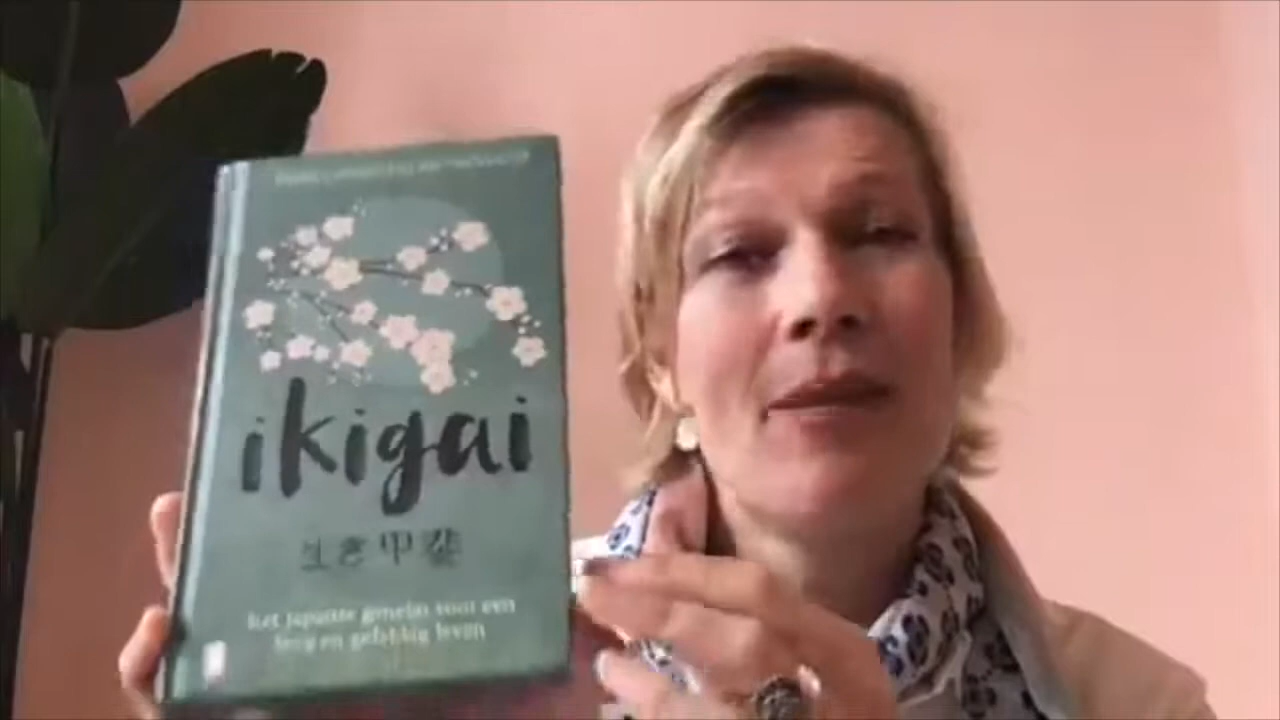 ikigai
生き甲斐
het japanse geheim voor een
lang en gelukkig leven